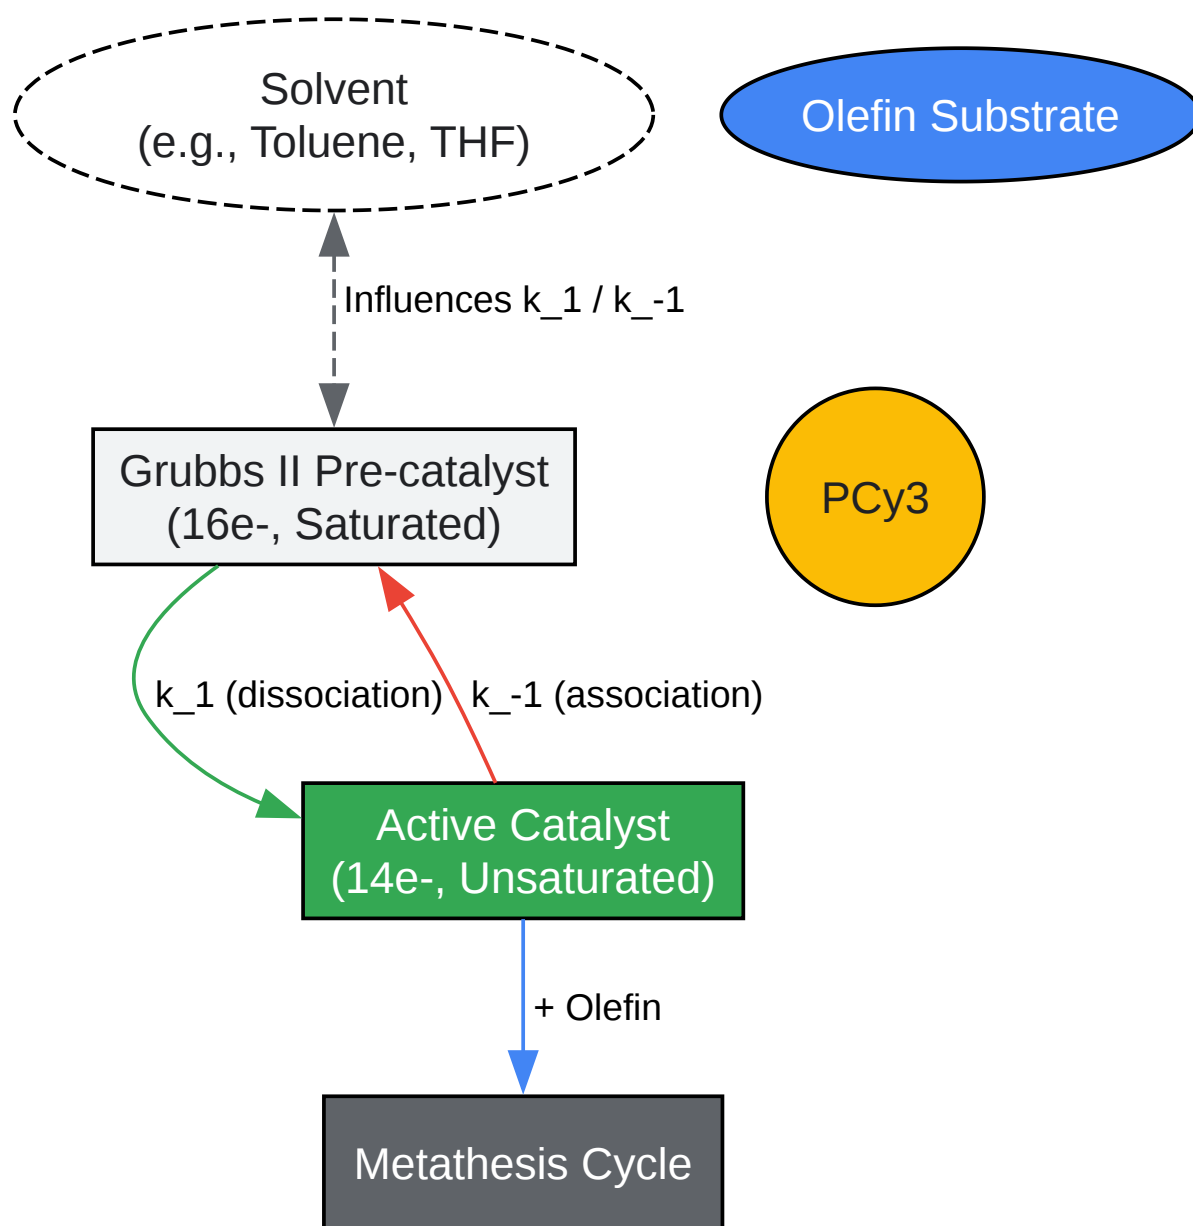 Solvent
(e.g., Toluene, THF)
Olefin Substrate
Influences k_1 / k_-1
Grubbs II Pre-catalyst
(16e-, Saturated)
PCy3
k_1 (dissociation)
k_-1 (association)
Active Catalyst
(14e-, Unsaturated)
+ Olefin
Metathesis Cycle